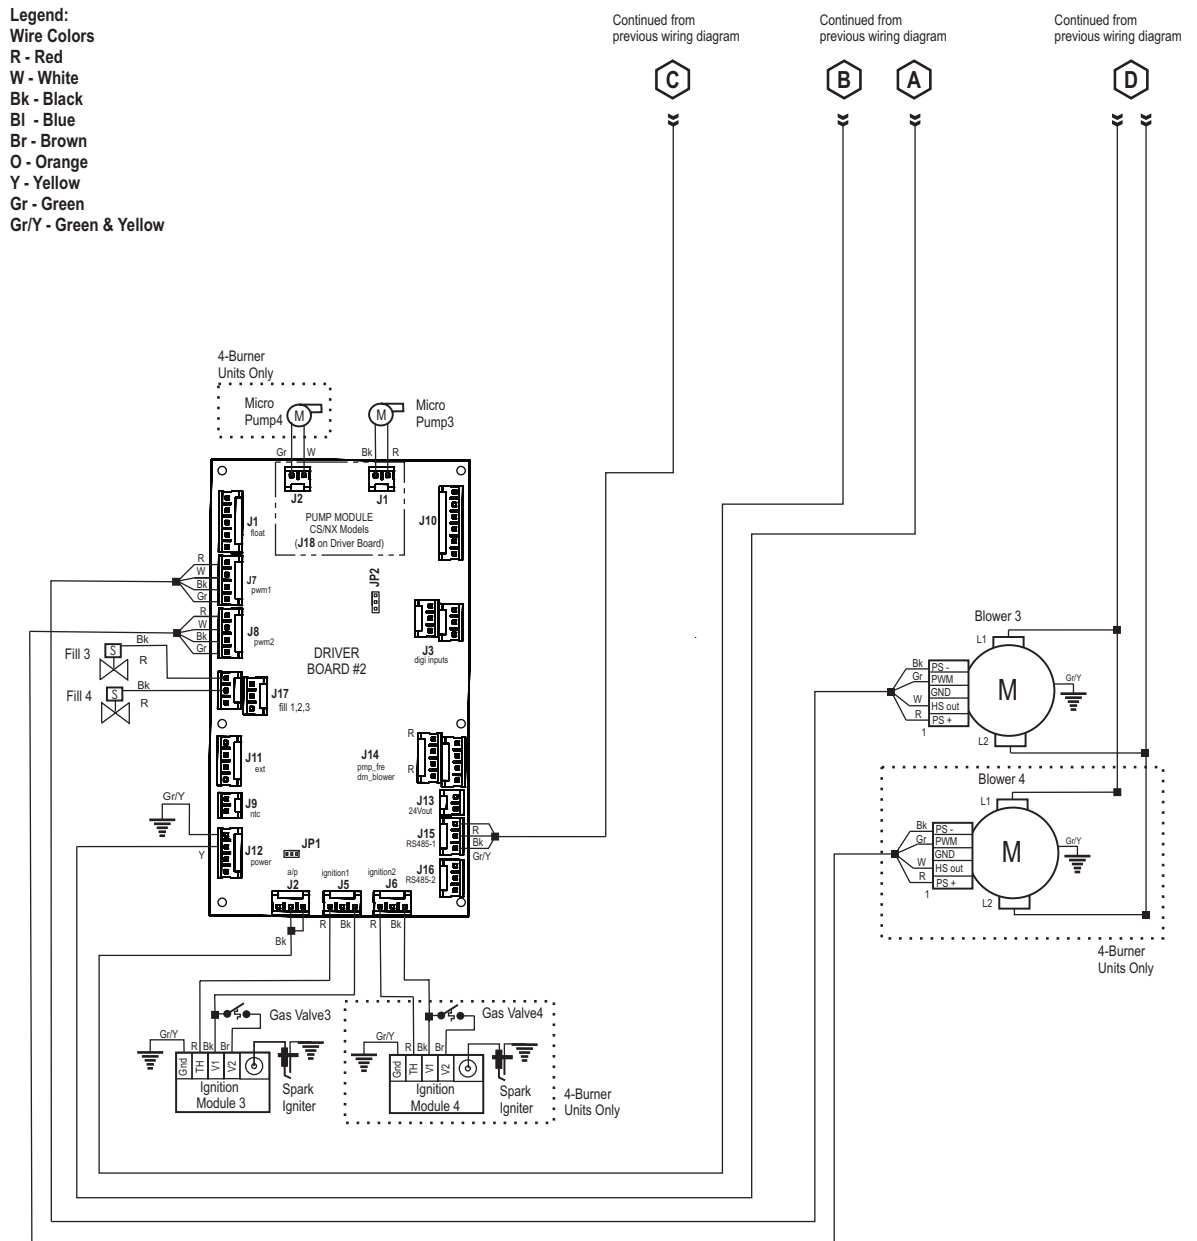 Legend:
Wire Colors
R - Red
W - White
Bk - Black
Bl - Blue
Br - Brown
O - Orange
Y - Yellow
Gr - Green
Gr/Y - Green & Yellow
Continued from
previous wiring diagram
C
Continued from
previous wiring diagram
B
A
Continued from
previous wiring diagram
D
4-Burner
Units Only
Micro
Pump4
M
M
Micro
Pump3
Gr
W
Bk
R
J2
J1
PUMP MODULE
CS/NX Models
(J18 on Driver Board)
J1
float
J10
R
W
Bk
Gr
J7
pwm1
JP2
R
W
Bk
Gr
J8
pwm2
J3
digi inputs
DRIVER
BOARD #2
Fill 3
S
Bk
R
Fill 4
S
Bk
R
J17
fill 1,2,3
J11
ext
R
R
J14
pmp_fre
drn_blower
J9
ntc
J13
24Vout
Gr/Y
Y
J12
power
JP1
J15
RS485-1
R
Bk
Gr/Y
J16
RS485-2
a/p
J2
ignition1
J5
ignition2
J6
Bk
R
Bk
R
Bk
Gas Valve3
Gr/Y
R
Bk
Br
Gnd
TH
V1
V2
Ignition
Module 3
Spark
Igniter
Gas Valve4
Gr/Y
R
Bk
Br
Gnd
TH
V1
V2
Ignition
Module 4
Spark
Igniter
4-Burner
Units Only
Blower 3
L1
M
L2
Gr/Y
Bk
Gr
W
R
PS -
PWM
GND
HS out
PS +
1
Blower 4
L1
M
L2
Gr/Y
Bk
Gr
W
R
PS -
PWM
GND
HS out
PS +
1
4-Burner
Units Only